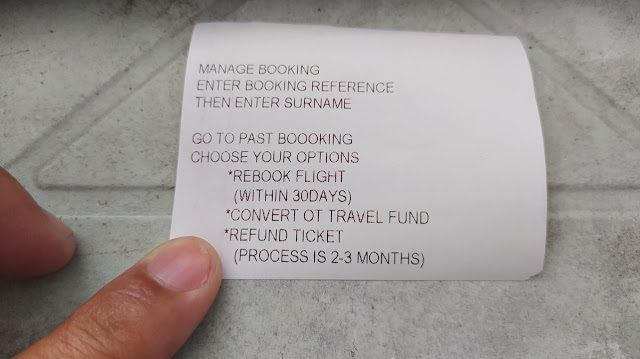 MANAGE BOOKING
ENTER BOOKING REFERENCE
THEN ENTER SURNAME
GO TO PAST BOOOKING
CHOOSE YOUR OPTIONS
*REBOOK FLIGHT
(WITHIN 30DAYS)
*CONVERT OT TRAVEL FUND
*REFUND TICKET
(PROCESS IS 2-3 MONTHS)